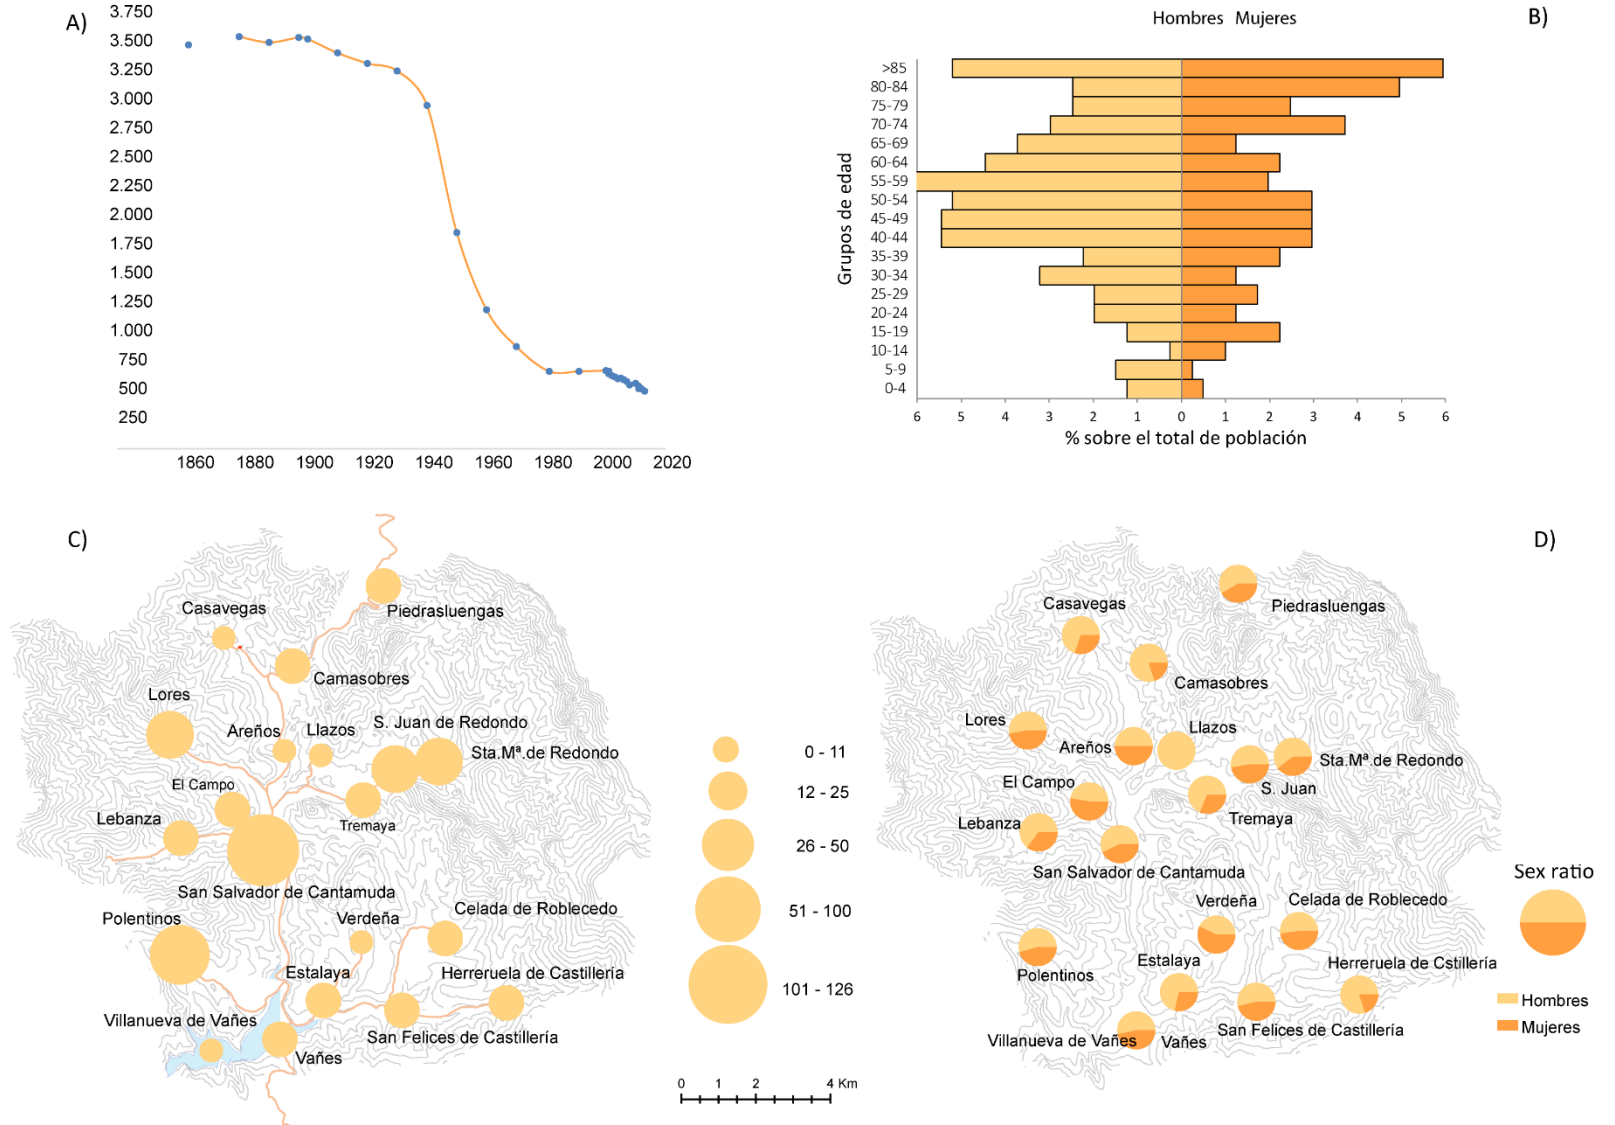 A)
3.750
3.500
3.250
3.000
2.750
2.500
2.250
2.000
1.750
1.500
1.250
1.000
750
500
250
1860 1880 1900 1920 1940 1960 1980 2000 2020
B)
Hombres Mujeres
Grupos de edad
>85
80-84
75-79
70-74
65-69
60-64
55-59
50-54
45-49
40-44
35-39
30-34
25-29
20-24
15-19
10-14
5-9
0-4
6 5 4 3 2 1 0 1 2 3 4 5 6
% sobre el total de población
C)
Casavegas
Piedrasluengas
Camasobres
Lores
Areños
Llazos
S. Juan de Redondo
Sta.Mª.de Redondo
El Campo
Lebanza
Tremaya
San Salvador de Cantamuda
Polentinos
Verdeña
Celada de Roblecedo
Estalaya
Herreruela de Castillería
Villanueva de Vañes
Vañes
San Felices de Castillería
0 - 11
12 - 25
26 - 50
51 - 100
101 - 126
0 1 2 4 Km
D)
Casavegas
Piedrasluengas
Camasobres
Lores
Areños
Llazos
Sta.Mª.de Redondo
S. Juan
El Campo
Lebanza
Tremaya
San Salvador de Cantamuda
Verdeña
Celada de Roblecedo
Polentinos
Estalaya
Herreruela de Cstillería
San Felices de Castillería
Villanueva de Vañes
Vañes
Sex ratio
Hombres
Mujeres